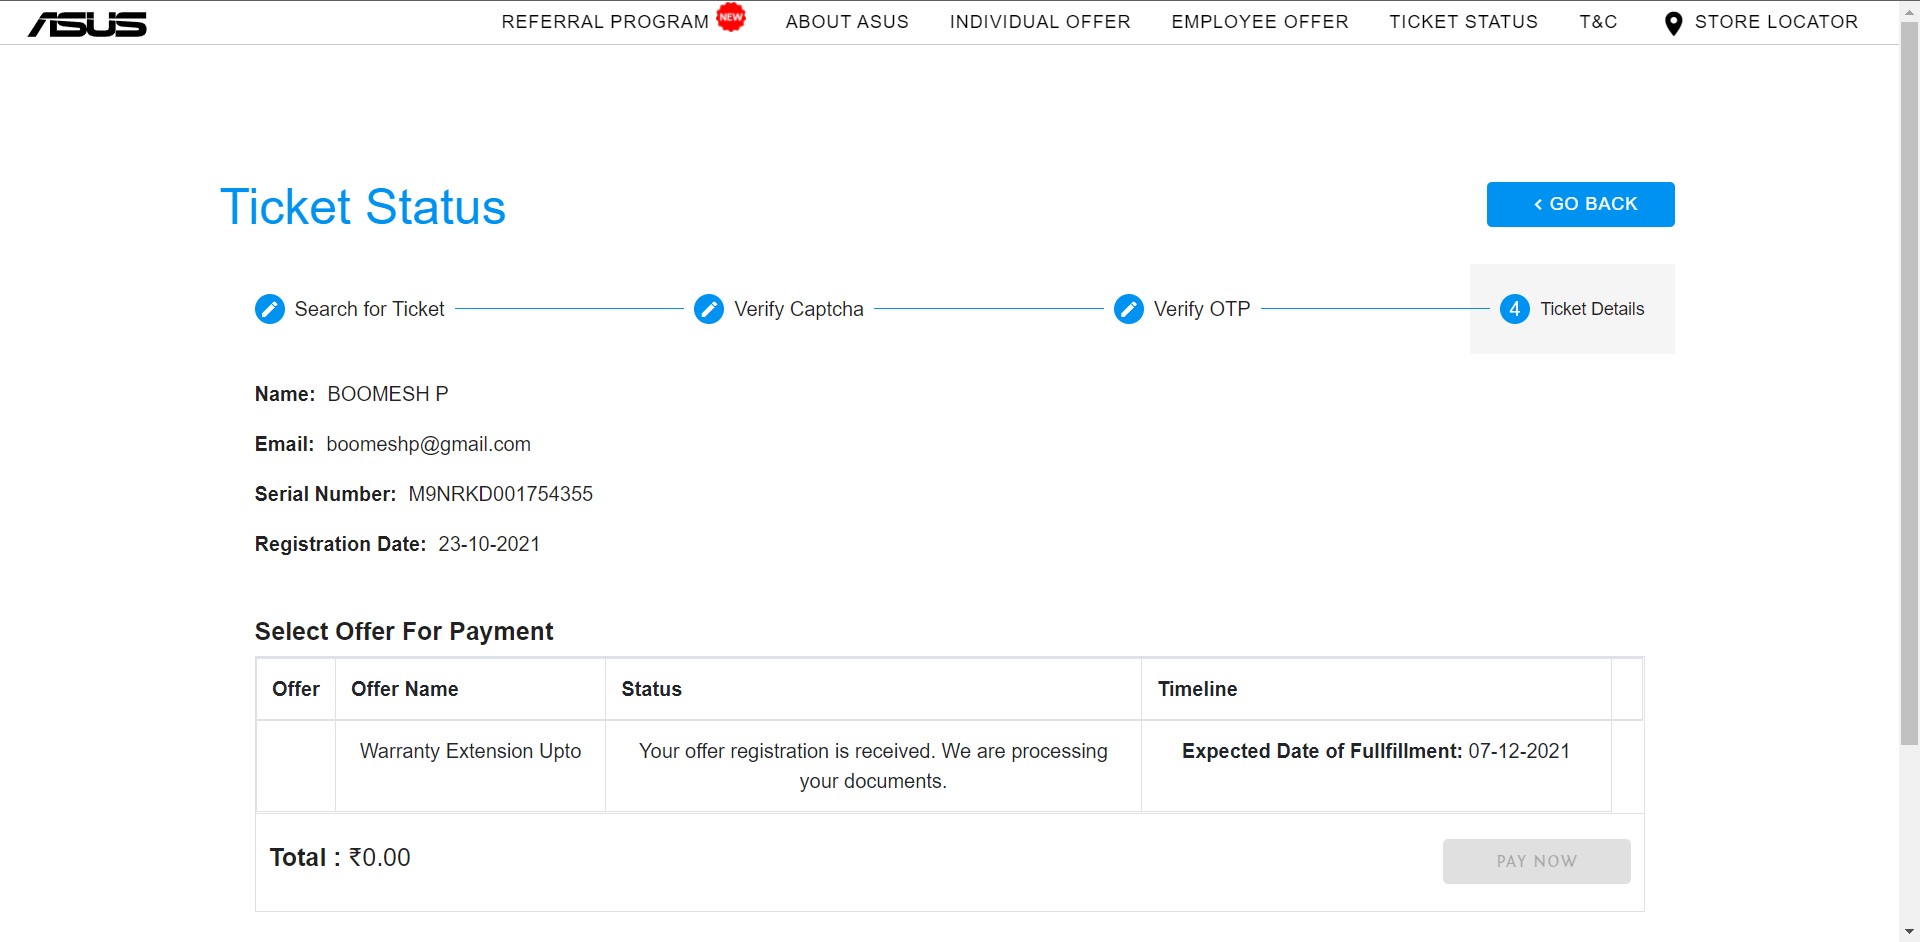 ASUS REFERRAL PROGRAM NEW ABOUT ASUS INDIVIDUAL OFFER EMPLOYEE OFFER TICKET STATUS T&C STORE LOCATOR
Ticket Status
< GO BACK
Search for Ticket Verify Captcha Verify OTP 4 Ticket Details
Name: BOOMESH P
Email: boomeshp@gmail.com
Serial Number: M9NRKD001754355
Registration Date: 23-10-2021
Select Offer For Payment
Offer Offer Name Status Timeline
Warranty Extension Upto Your offer registration is received. We are processing Expected Date of Fullfillment: 07-12-2021
your documents.
Total : ₹0.00
PAY NOW